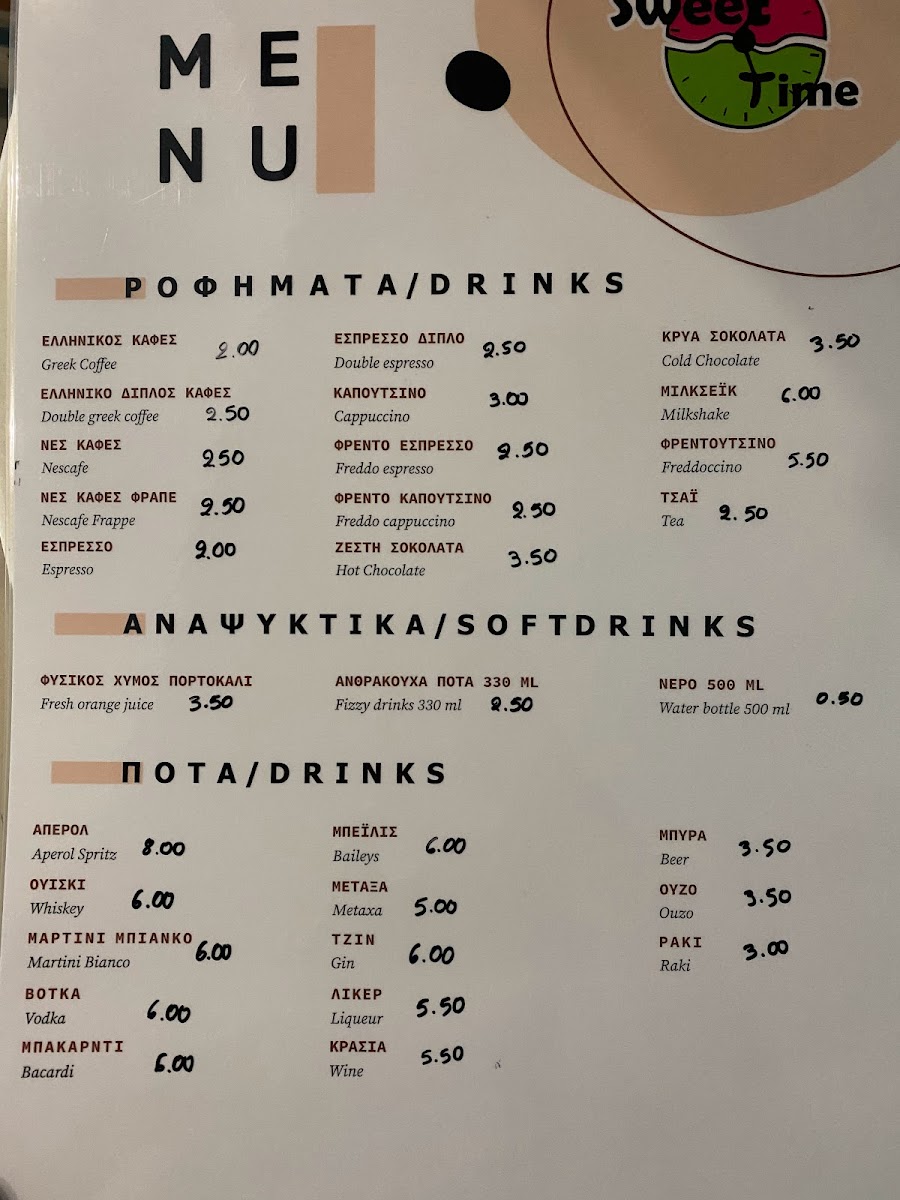 Sweet
Time
ME
NU
ΡΟΦΗΜΑΤΑ/DRINKS
ΕΛΛΗΝΙΚΟΣ ΚΑΦΕΣ
Greek Coffee 2.00
ΕΛΛΗΝΙΚΟ ΔΙΠΛΟΣ ΚΑΦΕΣ
Double greek coffee 2.50
ΝΕΣ ΚΑΦΕΣ
Nescafe 250
ΝΕΣ ΚΑΦΕΣ ΦΡΑΠΕ
Nescafe Frappe 2.50
ΕΣΠΡΕΣΣΟ
Espresso 2.00
ΕΣΠΡΕΣΣΟ ΔΙΠΛΟ
Double espresso 2.50
ΚΑΠΟΥΤΣΙΝΟ
Cappuccino 3.00
ΦΡΕΝΤΟ ΕΣΠΡΕΣΣΟ
Freddo espresso 2.50
ΦΡΕΝΤΟ ΚΑΠΟΥΤΣΙΝΟ
Freddo cappuccino 2.50
ΖΕΣΤΗ ΣΟΚΟΛΑΤΑ
Hot Chocolate 3.50
ΚΡΥΑ ΣΟΚΟΛΑΤΑ
Cold Chocolate 3.50
ΜΙΛΚΣΕΪΚ
Milkshake 6.00
ΦΡΕΝΤΟΥΤΣΙΝΟ
Freddoccino 5.50
ΤΣΑΪ
Tea 2.50
ΑΝΑΨΥΚΤΙΚΑ/SOFTDRINKS
ΦΥΣΙΚΟΣ ΧΥΜΟΣ ΠΟΡΤΟΚΑΛΙ
Fresh orange juice 3.50
ΑΝΘΡΑΚΟΥΧΑ ΠΟΤΑ 330 ML
Fizzy drinks 330 ml 2.50
ΝΕΡΟ 500 ML
Water bottle 500 ml 0.50
ΠΟΤΑ/DRINKS
ΑΠΕΡΟΛ
Aperol Spritz 8.00
ΟΥΙΣΚΙ
Whiskey 6.00
ΜΑΡΤΙΝΙ ΜΠΙΑΝΚΟ
Martini Bianco 6.00
ΒΟΤΚΑ
Vodka 6.00
ΜΠΑΚΑΡΝΤΙ
Bacardi 6.00
ΜΠΕΪΛΙΣ
Baileys 6.00
ΜΕΤΑΞΑ
Metaxa 5.00
ΤΖΙΝ
Gin 6.00
ΛΙΚΕΡ
Liqueur 5.50
ΚΡΑΣΙΑ
Wine 5.50
ΜΠΥΡΑ
Beer 3.50
ΟΥΖΟ
Ouzo 3.50
ΡΑΚΙ
Raki 3.00